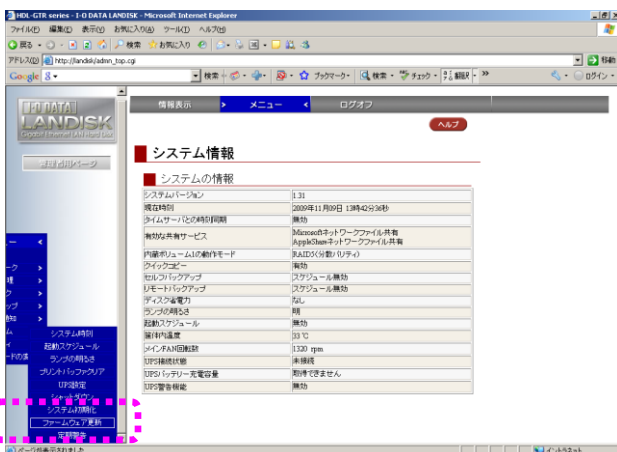 HDL-GTR series - I-O DATA LANDISK - Microsoft Internet Explorer
ファイル(F) 編集(E) 表示(V) お気に入り(A) ツール(T) ヘルプ(H)
戻る 検索 お気に入り
アドレス(D) http://landisk/admn_top.cgi 移動
Google 検索 ブックマーク 検索 チェック 翻訳 ログイン
I-O DATA
LANDISK
Gigabit Ethernet LAN Hard Disk
管理者用ページ
情報表示 メニュー ログオフ
ヘルプ
システム情報
システムの情報
システムバージョン 1.31
現在時刻 2009年11月09日 13時42分36秒
タイムサーバとの時刻同期 無効
有効な共有サービス Microsoftネットワークファイル共有
AppleShareネットワークファイル共有
内蔵ボリューム1の動作モード RAID5(分散パリティ)
クイックコピー 有効
セルフバックアップ スケジュール無効
リモートバックアップ スケジュール無効
ディスク省電力 なし
ランプの明るさ 明
起動スケジュール 無効
筐体内温度 33 ℃
メインFAN回転数 1320 rpm
UPS接続状態 未接続
UPSバッテリー充電容量 取得できません
UPS警告機能 無効
システム時刻
起動スケジュール
ランプの明るさ
プリントバッファクリア
UPS設定
シャットダウン
システム初期化
ファームウェア更新
定期報告
ページが表示されました
イントラネット